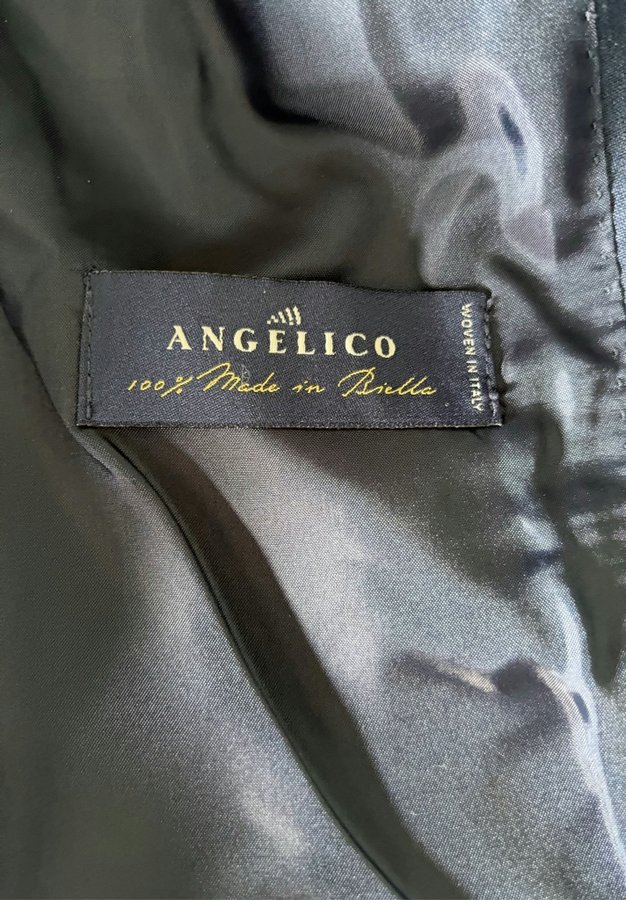 ANGELICO
100% Made in Biella
WOVEN IN ITALY